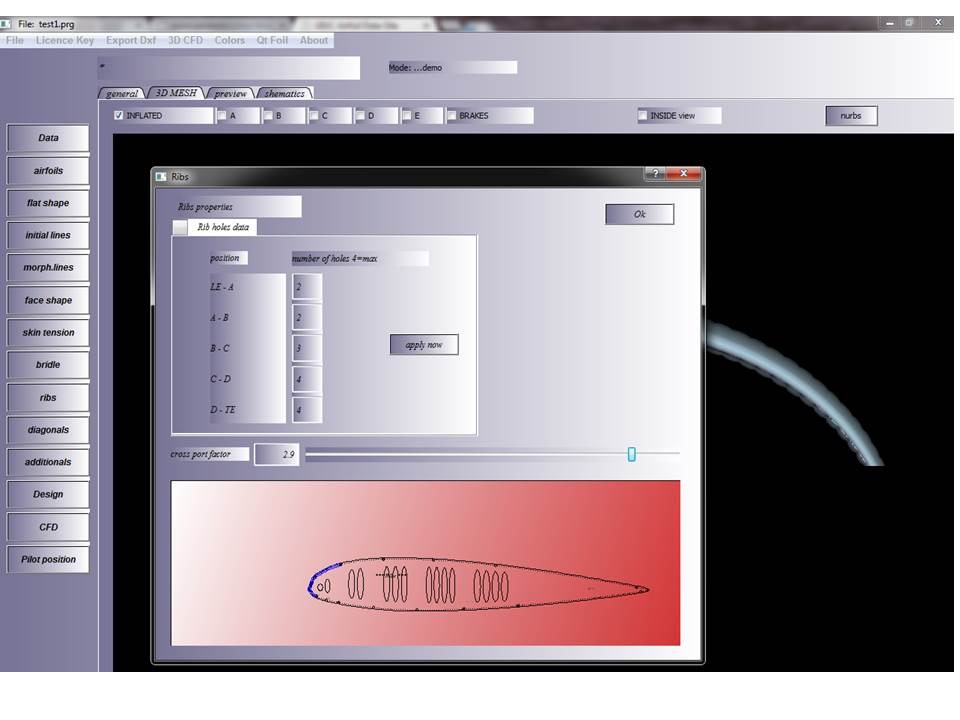 File: test1.prg
File Licence Key Export Dxf 3D CFD Colors Qt Foil About
Mode: ...demo
general 3D MESH preview shematics
INFLATED A B C D E BRAKES INSIDE view nurbs
Data
airfoils
flat shape
initial lines
morph.lines
face shape
skin tension
bridle
ribs
diagonals
additionals
Design
CFD
Pilot position
Ribs
Ribs properties
Ok
Rib holes data
position number of holes 4=max
LE - A 2
A - B 2
B - C 3
apply now
C - D 4
D - TE 4
cross port factor 2.9